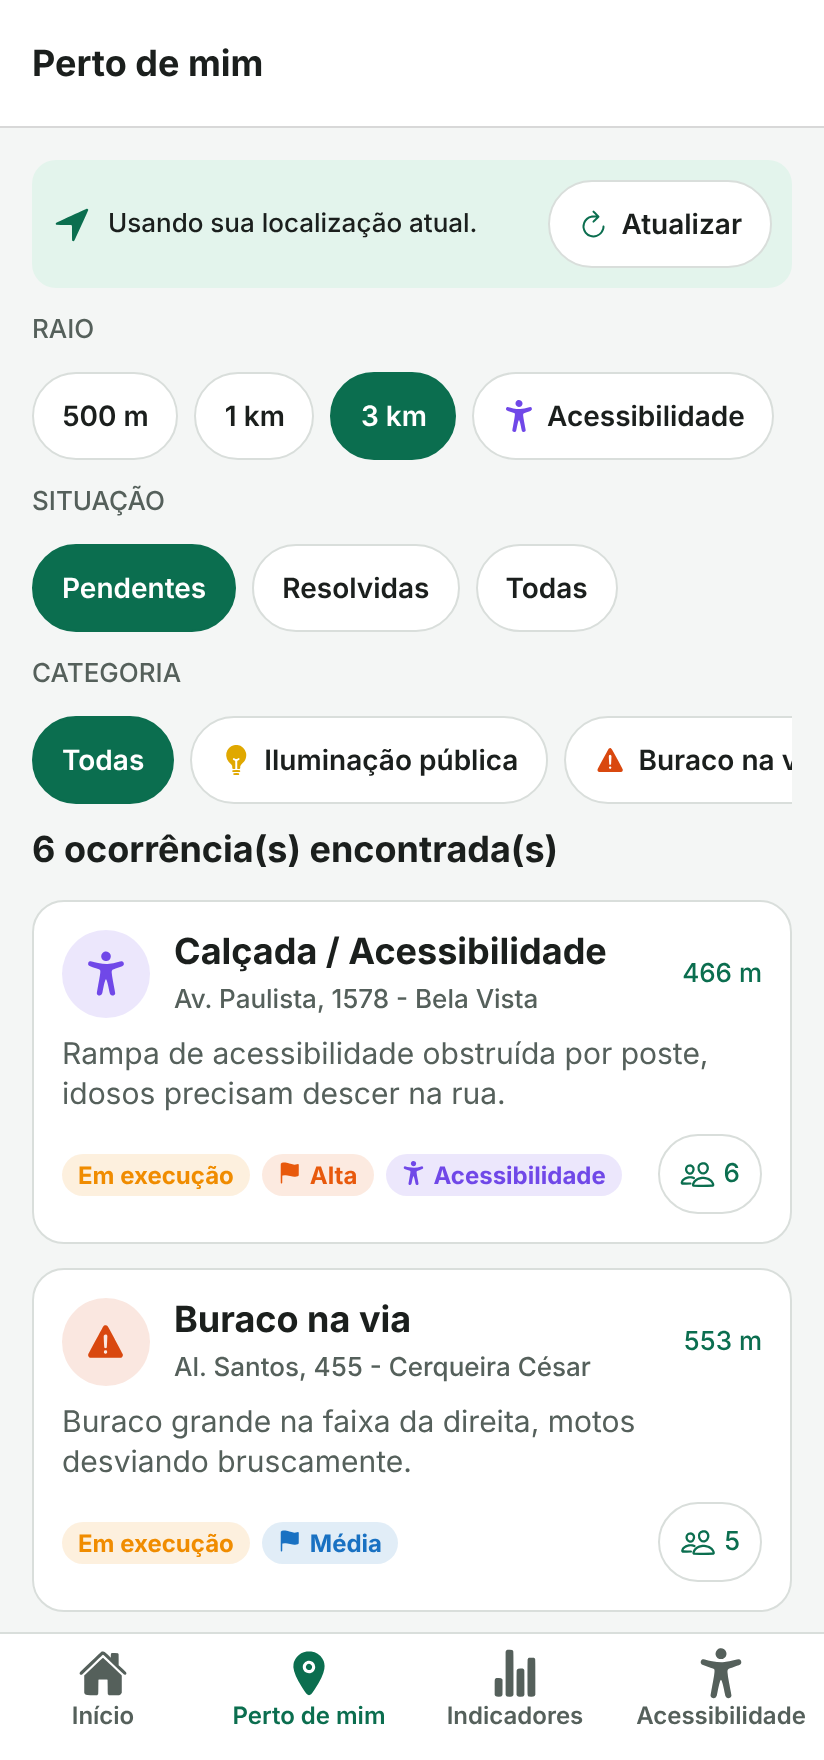 Perto de mim
Usando sua localização atual.
Atualizar
RAIO
500 m
1 km
3 km
Acessibilidade
SITUAÇÃO
Pendentes
Resolvidas
Todas
CATEGORIA
Todas
Iluminação pública
Buraco na v
6 ocorrência(s) encontrada(s)
Calçada / Acessibilidade
Av. Paulista, 1578 - Bela Vista
466 m
Rampa de acessibilidade obstruída por poste,
idosos precisam descer na rua.
Em execução
Alta
Acessibilidade
6
Buraco na via
Al. Santos, 455 - Cerqueira César
553 m
Buraco grande na faixa da direita, motos
desviando bruscamente.
Em execução
Média
5
Início
Perto de mim
Indicadores
Acessibilidade